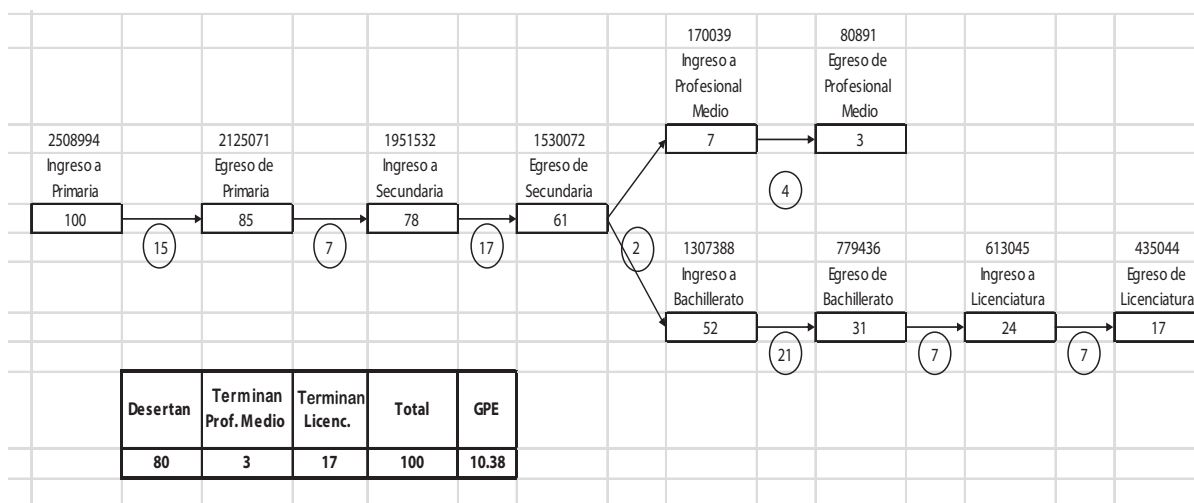 170039
Ingreso a
Profesional
Medio
7
80891
Egreso de
Profesional
Medio
3
4
2508994
Ingreso a
Primaria
100
15
2125071
Egreso de
Primaria
85
7
1951532
Ingreso a
Secundaria
78
17
1530072
Egreso de
Secundaria
61
2
1307388
Ingreso a
Bachillerato
52
21
779436
Egreso de
Bachillerato
31
7
613045
Ingreso a
Licenciatura
24
7
435044
Egreso de
Licenciatura
17
Desertan
Terminan
Prof. Medio
Terminan
Licenc.
Total
GPE
80 3 17 100 10.38